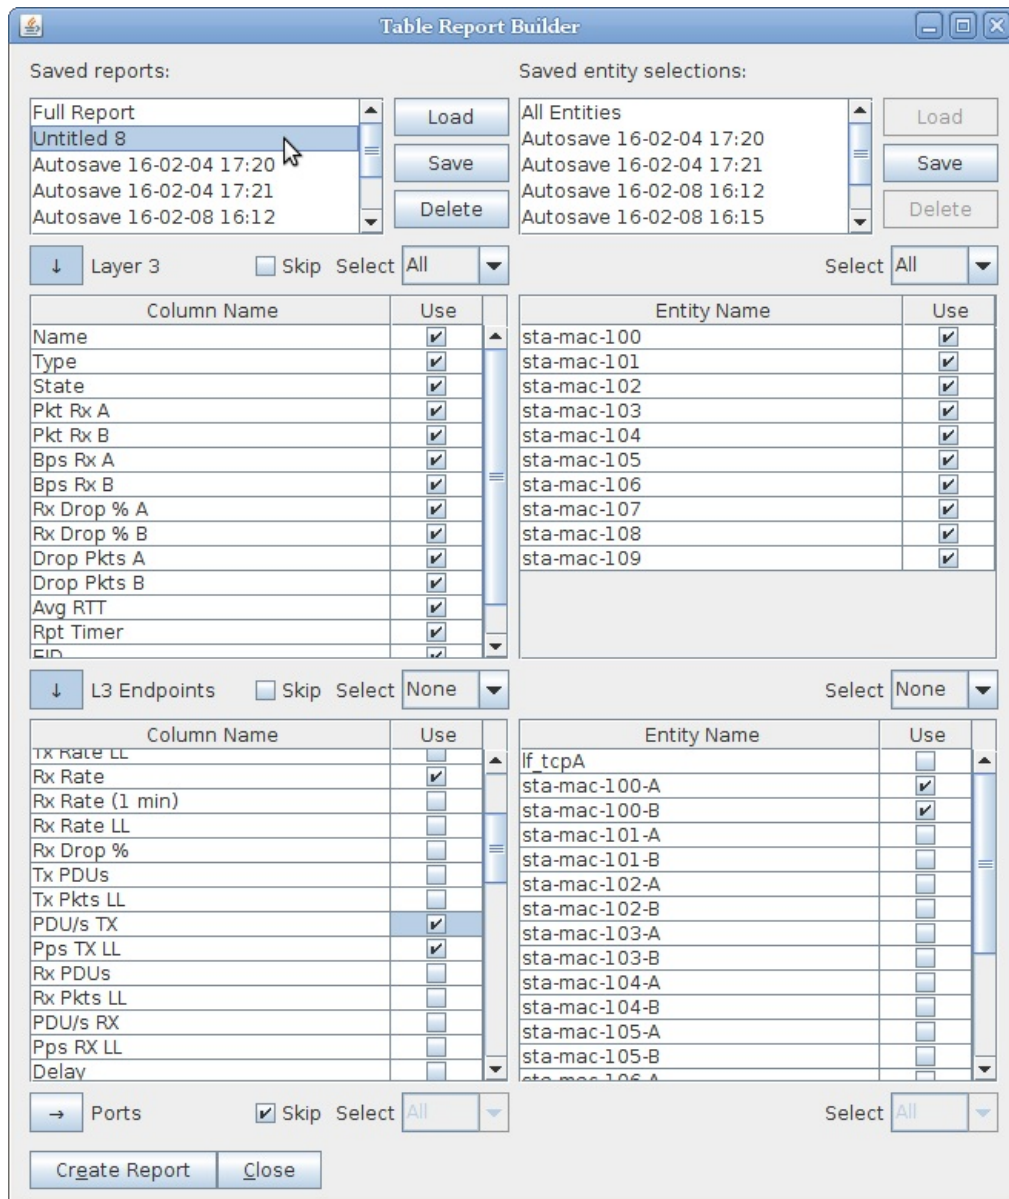 Table Report Builder
Saved reports:
Full Report
Untitled 8
Autosave 16-02-04 17:20
Autosave 16-02-04 17:21
Autosave 16-02-08 16:12
Load
Save
Delete
Saved entity selections:
All Entities
Autosave 16-02-04 17:20
Autosave 16-02-04 17:21
Autosave 16-02-08 16:12
Autosave 16-02-08 16:15
Load
Save
Delete
↓ Layer 3 Skip Select All
Select All
Column Name Use
Name
Type
State
Pkt Rx A
Pkt Rx B
Bps Rx A
Bps Rx B
Rx Drop % A
Rx Drop % B
Drop Pkts A
Drop Pkts B
Avg RTT
Rpt Timer
EID
Entity Name Use
sta-mac-100
sta-mac-101
sta-mac-102
sta-mac-103
sta-mac-104
sta-mac-105
sta-mac-106
sta-mac-107
sta-mac-108
sta-mac-109
↓ L3 Endpoints Skip Select None
Select None
Column Name Use
Tx Rate LL
Rx Rate
Rx Rate (1 min)
Rx Rate LL
Rx Drop %
Tx PDUs
Tx Pkts LL
PDU/s TX
Pps TX LL
Rx PDUs
Rx Pkts LL
PDU/s RX
Pps RX LL
Delay
Entity Name Use
lf_tcpA
sta-mac-100-A
sta-mac-100-B
sta-mac-101-A
sta-mac-101-B
sta-mac-102-A
sta-mac-102-B
sta-mac-103-A
sta-mac-103-B
sta-mac-104-A
sta-mac-104-B
sta-mac-105-A
sta-mac-105-B
sta-mac-106-A
→ Ports Skip Select All
Select All
Create Report
Close